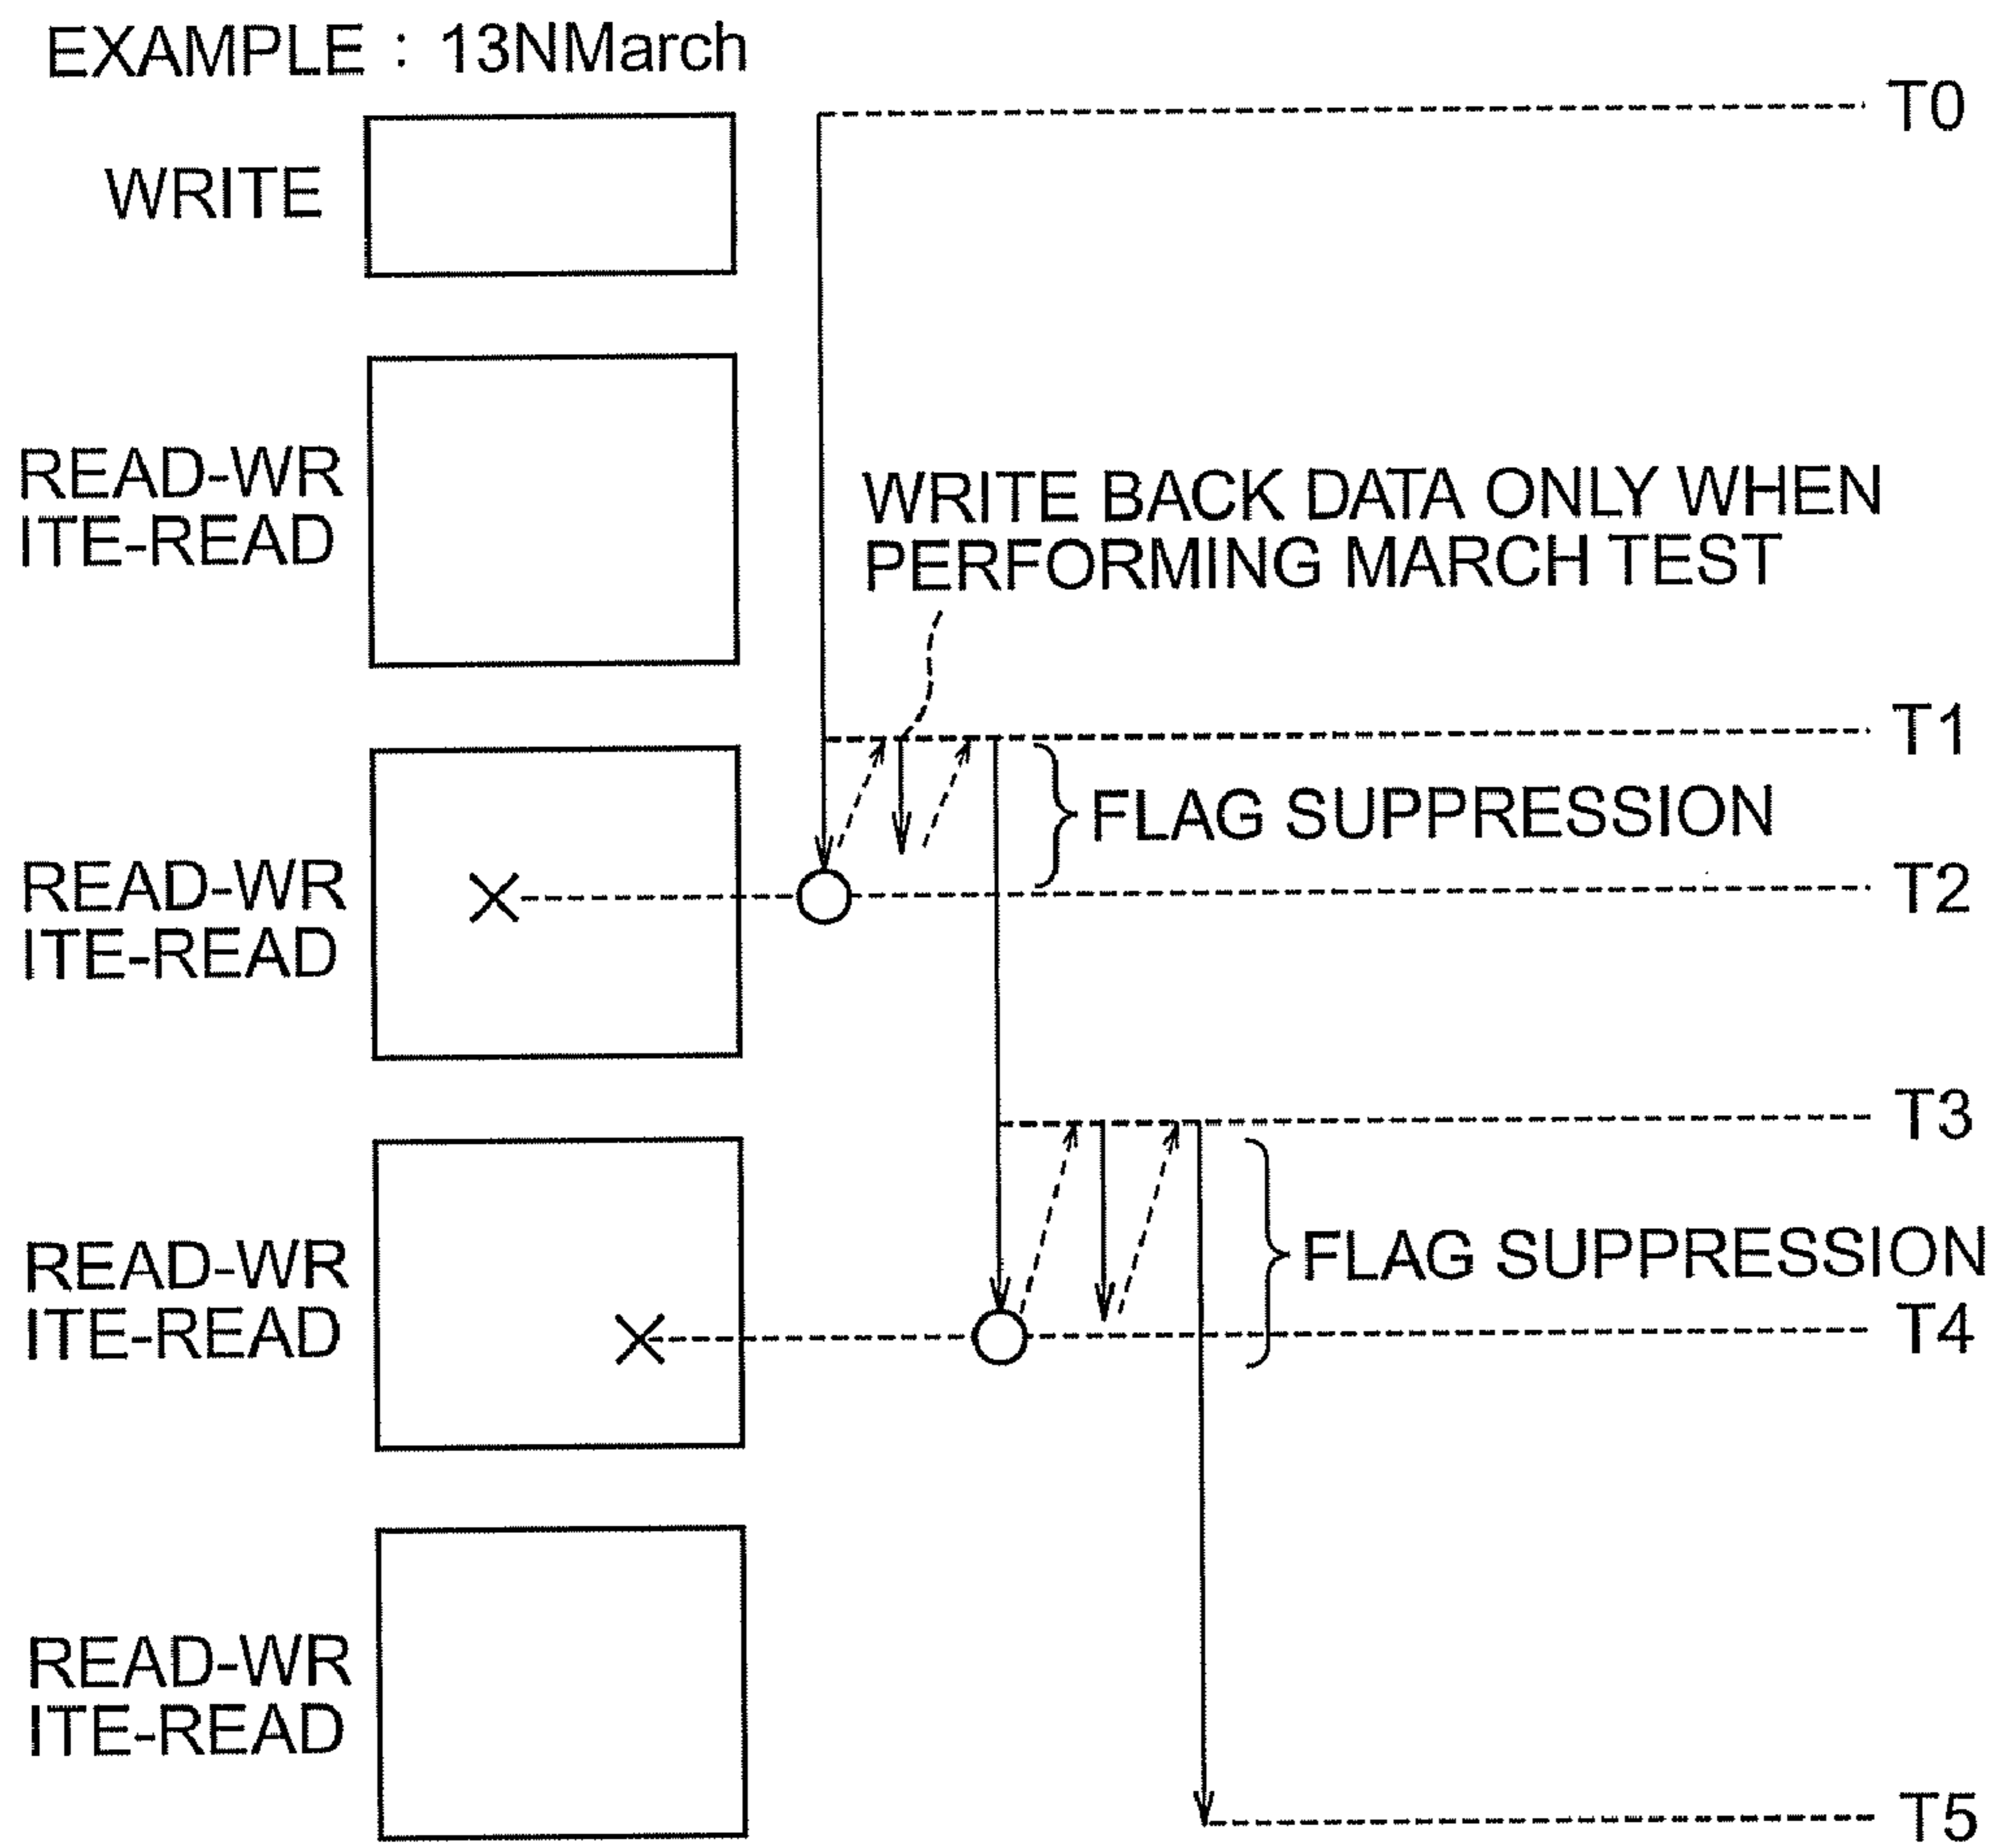 EXAMPLE : 13NMarch
T0
WRITE
READ-WR
ITE-READ
WRITE BACK DATA ONLY WHEN
PERFORMING MARCH TEST
T1
FLAG SUPPRESSION
READ-WR
ITE-READ
T2
T3
READ-WR
ITE-READ
FLAG SUPPRESSION
T4
READ-WR
ITE-READ
T5